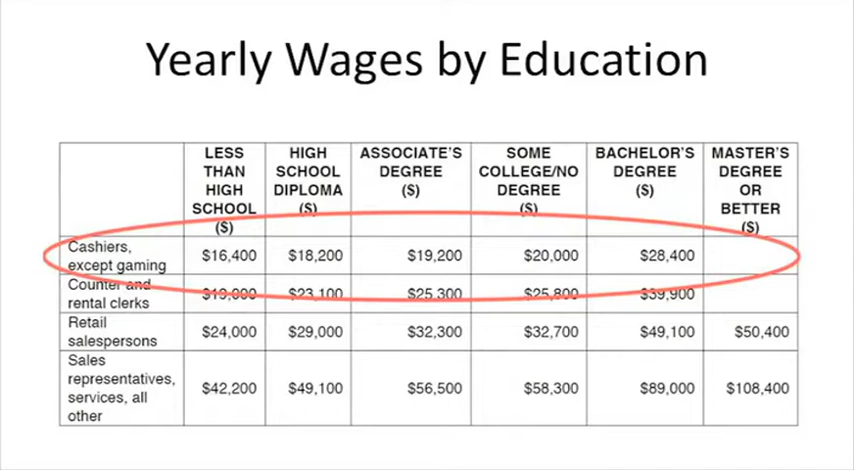 Yearly Wages by Education
LESS THAN HIGH SCHOOL ($) HIGH SCHOOL DIPLOMA ($) ASSOCIATE'S DEGREE ($) SOME COLLEGE/NO DEGREE ($) BACHELOR'S DEGREE ($) MASTER'S DEGREE OR BETTER ($)
Cashiers, except gaming $16,400 $18,200 $19,200 $20,000 $28,400
Counter and rental clerks $19,000 $23,100 $25,300 $25,800 $39,900
Retail salespersons $24,000 $29,000 $32,300 $32,700 $49,100 $50,400
Sales representatives, services, all other $42,200 $49,100 $56,500 $58,300 $89,000 $108,400